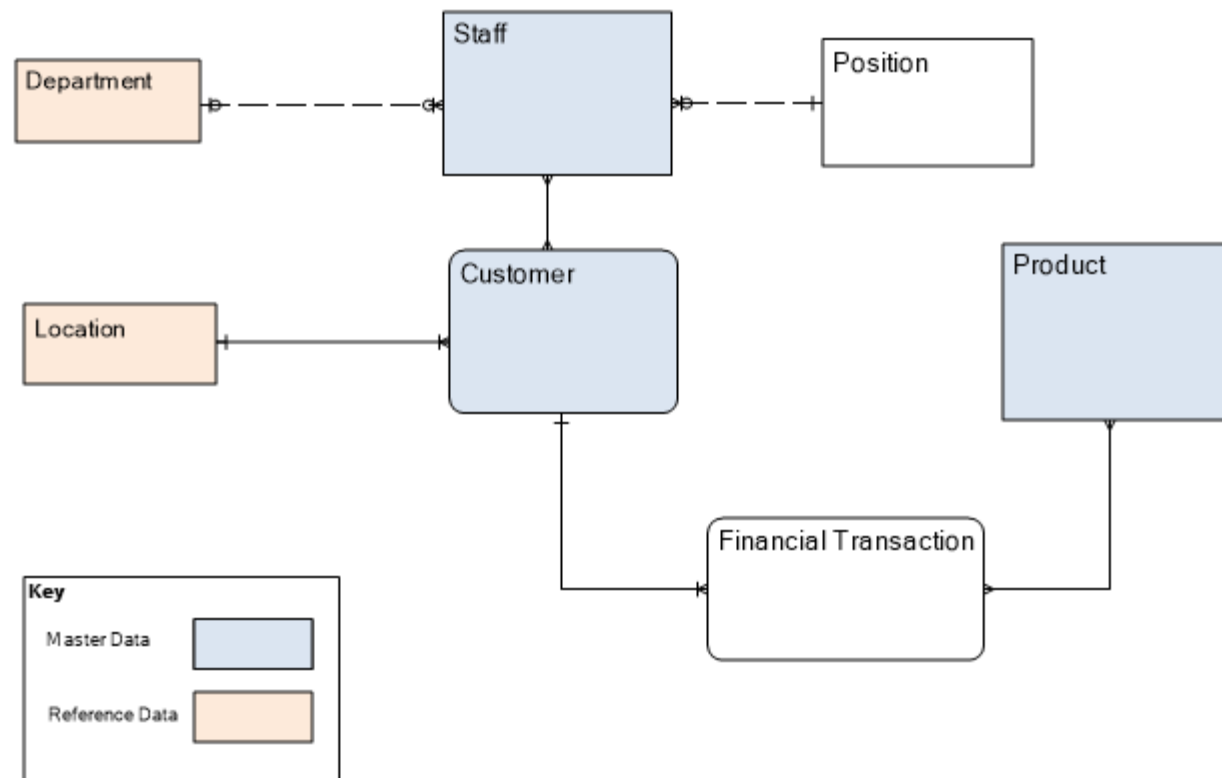 Staff
Department
Position
Customer
Product
Location
Financial Transaction
Key
Master Data
Reference Data